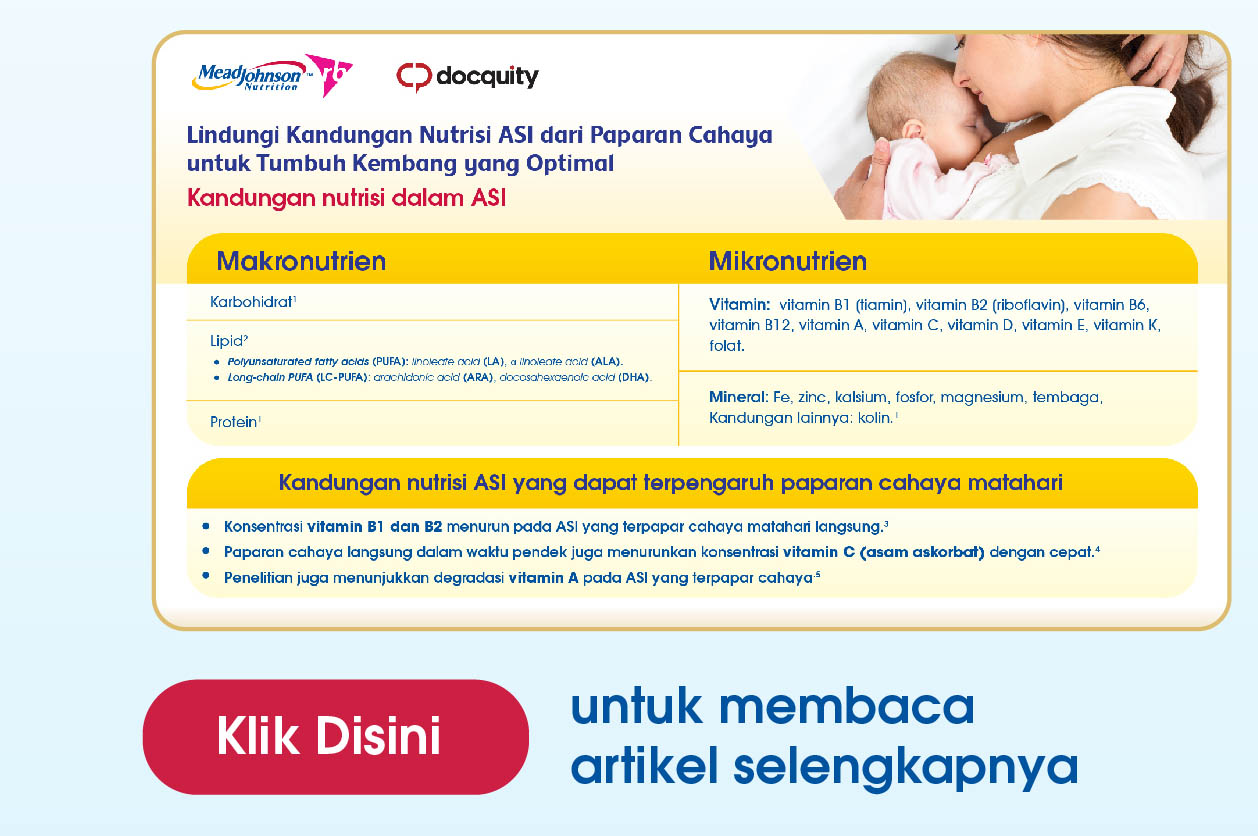 MeadJohnson™ rb
Nutrition
docquity
Lindungi Kandungan Nutrisi ASI dari Paparan Cahaya
untuk Tumbuh Kembang yang Optimal
Kandungan nutrisi dalam ASI
Makronutrien
Karbohidrat¹
Lipid²
• Polyunsaturated fatty acids (PUFA): linoleate acid (LA), α linoleate acid (ALA).
• Long-chain PUFA (LC-PUFA): arachidonic acid (ARA), docosahexaenoic acid (DHA).
Protein¹
Mikronutrien
Vitamin: vitamin B1 (tiamin), vitamin B2 (riboflavin), vitamin B6,
vitamin B12, vitamin A, vitamin C, vitamin D, vitamin E, vitamin K,
folat.
Mineral: Fe, zinc, kalsium, fosfor, magnesium, tembaga,
Kandungan lainnya: kolin.¹
Kandungan nutrisi ASI yang dapat terpengaruh paparan cahaya matahari
• Konsentrasi vitamin B1 dan B2 menurun pada ASI yang terpapar cahaya matahari langsung.³
• Paparan cahaya langsung dalam waktu pendek juga menurunkan konsentrasi vitamin C (asam askorbat) dengan cepat.⁴
• Penelitian juga menunjukkan degradasi vitamin A pada ASI yang terpapar cahaya.⁵
Klik Disini
untuk membaca
artikel selengkapnya